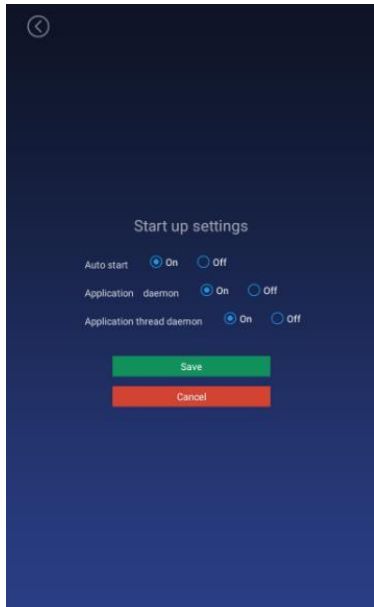 Start up settings
Auto start On Off
Application daemon On Off
Application thread daemon On Off
Save
Cancel